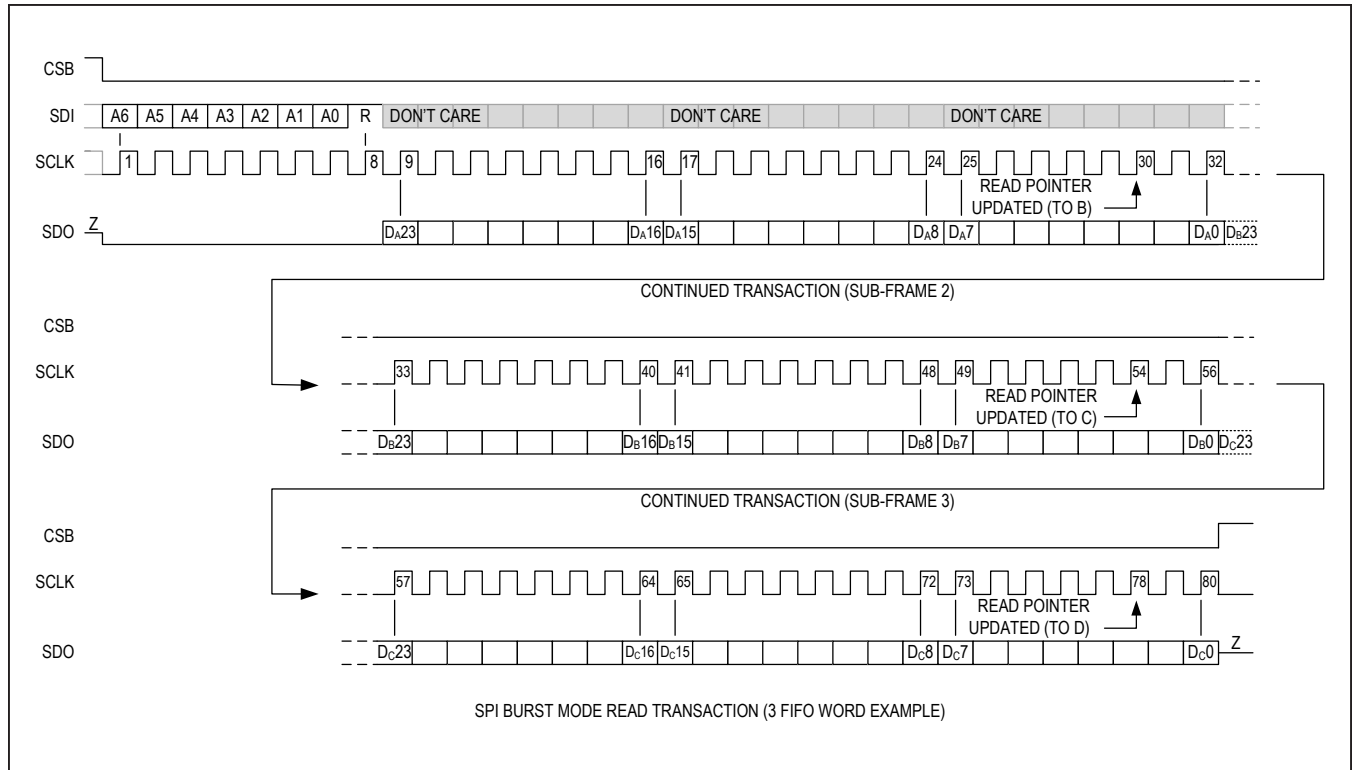 CSB
SDI A6 A5 A4 A3 A2 A1 A0 R DON'T CARE DON'T CARE DON'T CARE
SCLK 1 8 9 16 17 24 25 30 32
READ POINTER
UPDATED (TO B)
SDO Z DA23 DA16 DA15 DA8 DA7 DA0 DB23
CONTINUED TRANSACTION (SUB-FRAME 2)
CSB
SCLK 33 40 41 48 49 54 56
READ POINTER
UPDATED (TO C)
SDO DB23 DB16 DB15 DB8 DB7 DB0 DC23
CONTINUED TRANSACTION (SUB-FRAME 3)
CSB
SCLK 57 64 65 72 73 78 80
READ POINTER
UPDATED (TO D)
SDO DC23 DC16 DC15 DC8 DC7 DC0 Z
SPI BURST MODE READ TRANSACTION (3 FIFO WORD EXAMPLE)